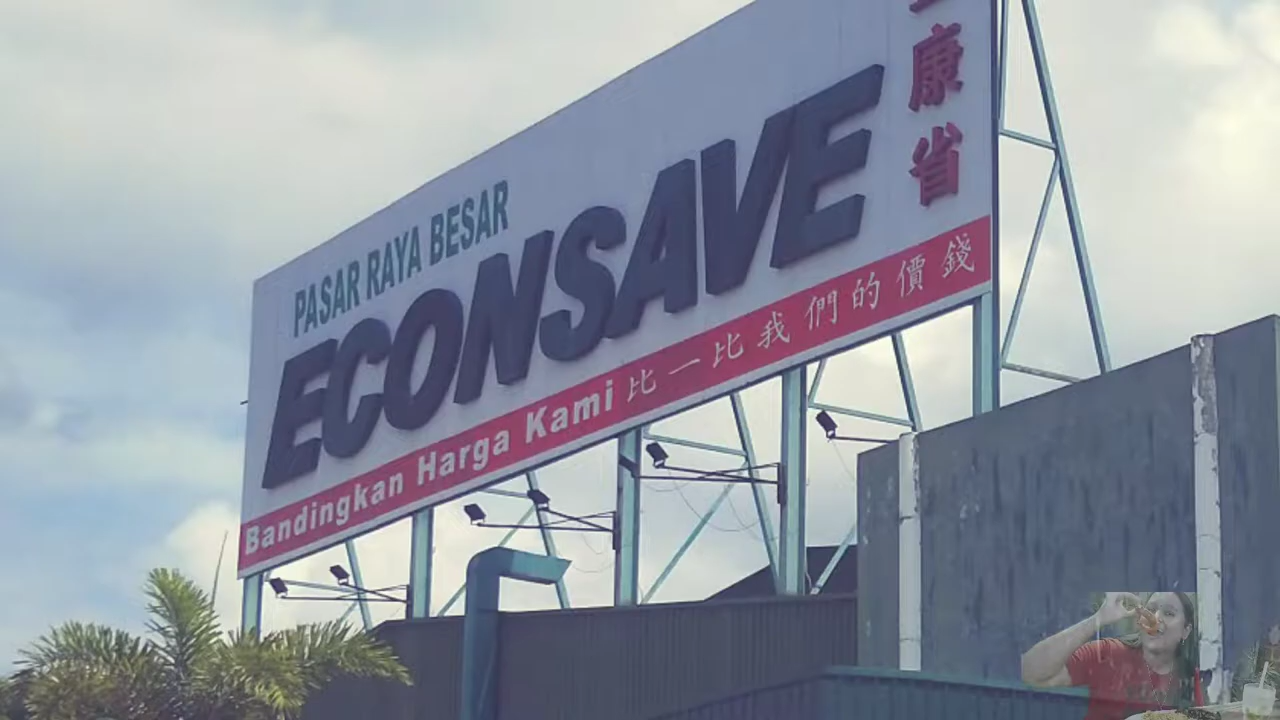 PASAR RAYA BESAR
ECONSAVE
康省
Bandingkan Harga Kami 比一比我們的價錢